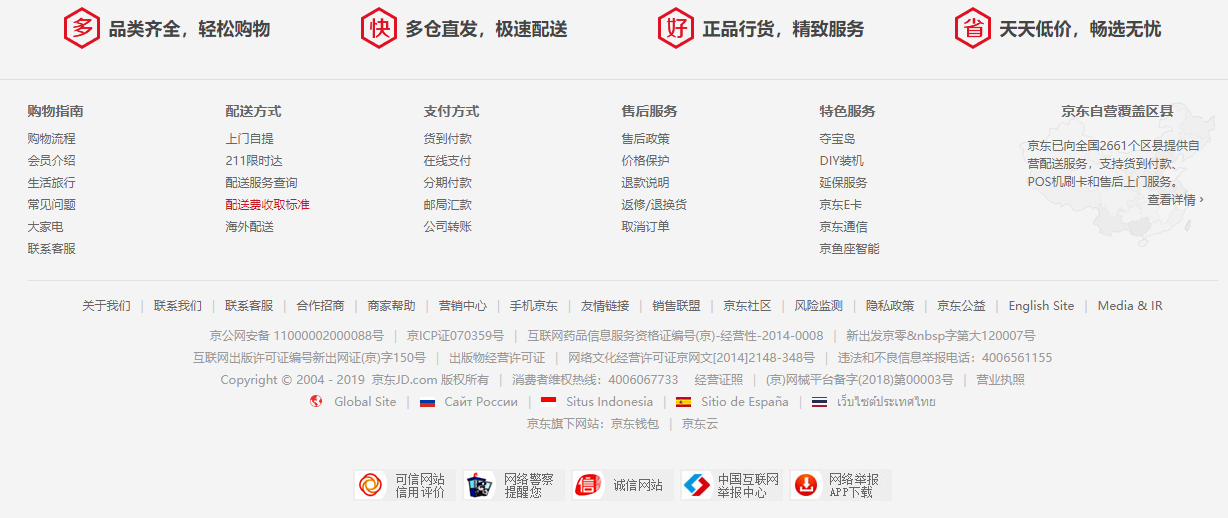 多 品类齐全，轻松购物 快 多仓直发，极速配送 好 正品行货，精致服务 省 天天低价，畅选无忧
购物指南
购物流程
会员介绍
生活旅行
常见问题
大家电
联系客服
配送方式
上门自提
211限时达
配送服务查询
配送费收取标准
海外配送
支付方式
货到付款
在线支付
分期付款
邮局汇款
公司转账
售后服务
售后政策
价格保护
退款说明
返修/退换货
取消订单
特色服务
夺宝岛
DIY装机
延保服务
京东E卡
京东通信
京鱼座智能
京东自营覆盖区县
京东已向全国2661个区县提供自
营配送服务，支持货到付款、
POS机刷卡和售后上门服务。
查看详情 ›
关于我们 | 联系我们 | 联系客服 | 合作招商 | 商家帮助 | 营销中心 | 手机京东 | 友情链接 | 销售联盟 | 京东社区 | 风险监测 | 隐私政策 | 京东公益 | English Site | Media & IR
京公网安备 11000002000088号 | 京ICP证070359号 | 互联网药品信息服务资格证编号(京)-经营性-2014-0008 | 新出发京零&nbsp字第大120007号
互联网出版许可证编号新出网证(京)字150号 | 出版物经营许可证 | 网络文化经营许可证京网文[2014]2148-348号 | 违法和不良信息举报电话：4006561155
Copyright © 2004 - 2019 京东JD.com 版权所有 | 消费者维权热线：4006067733 经营证照 | (京)网械平台备字(2018)第00003号 | 营业执照
Global Site | Сайт России | Situs Indonesia | Sitio de España | เว็บไซต์ประเทศไทย
京东旗下网站：京东钱包 | 京东云
可信网站
信用评价
网络警察
提醒您
信 诚信网站
中国互联网
举报中心
网络举报
APP下载